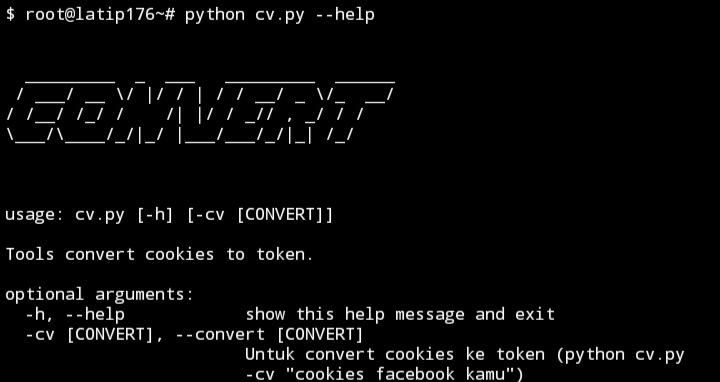 $ root@latip176~# python cv.py --help
CONVERT
usage: cv.py [-h] [-cv [CONVERT]]
Tools convert cookies to token.
optional arguments:
-h, --help show this help message and exit
-cv [CONVERT], --convert [CONVERT]
Untuk convert cookies ke token (python cv.py
-cv "cookies facebook kamu")